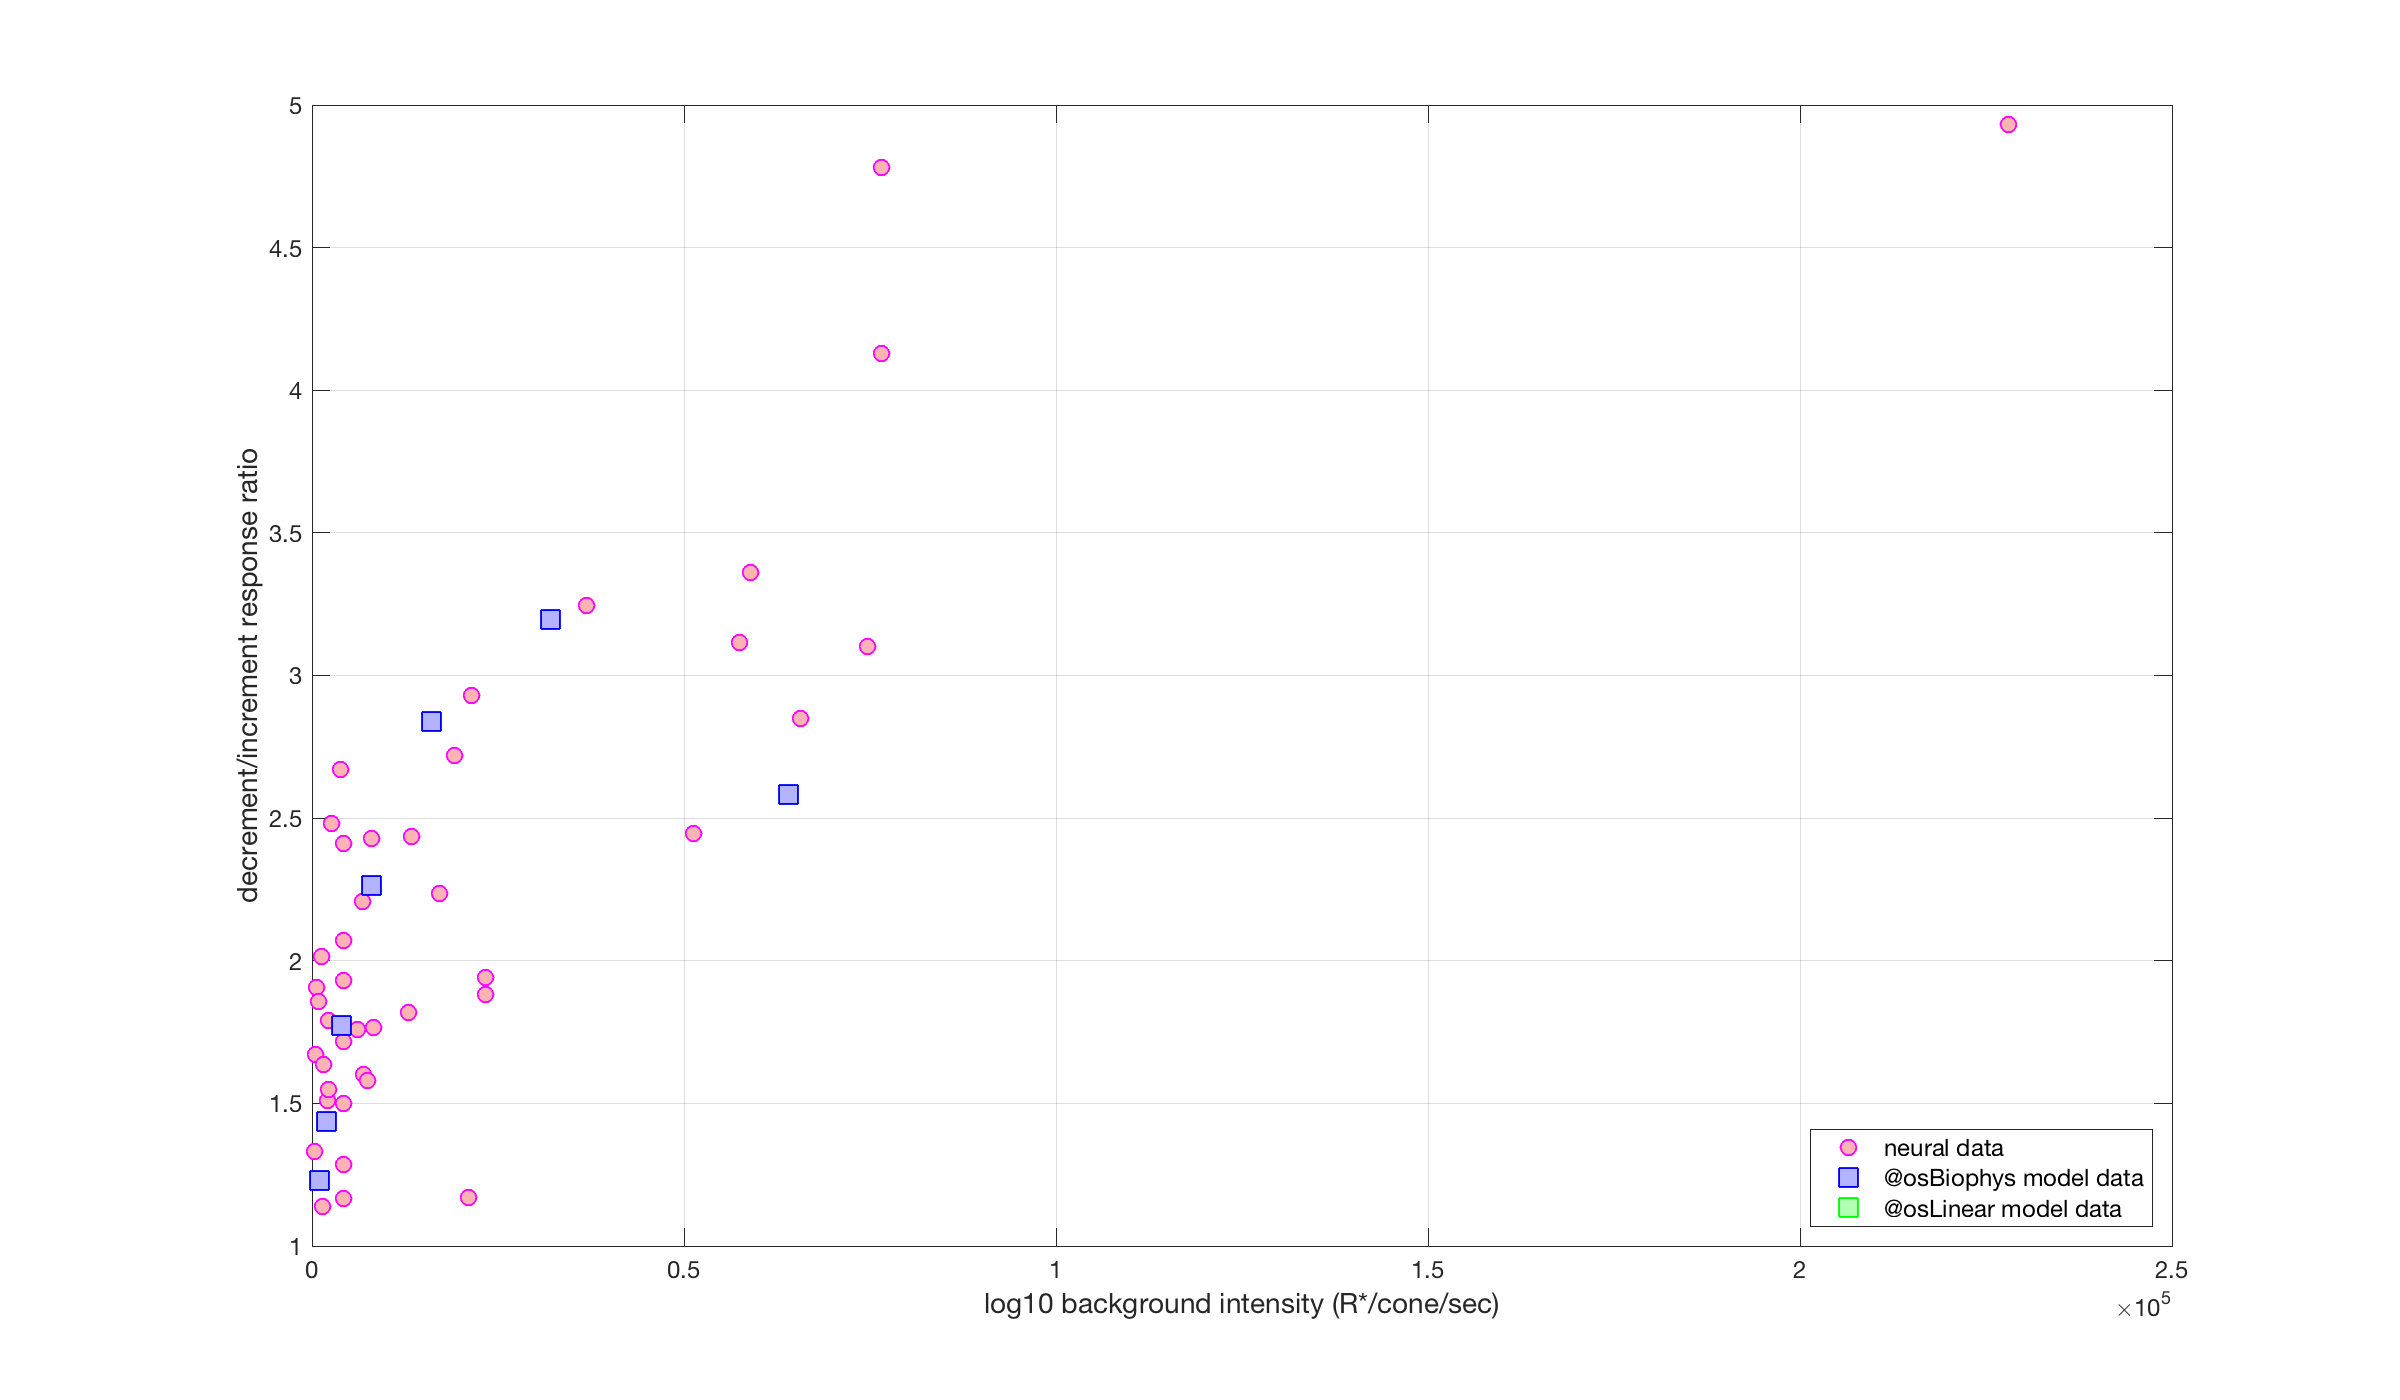 5
4.5
4
3.5
3
2.5
2
1.5
1
decrement/increment response ratio
neural data
@osBiophys model data
@osLinear model data
0 0.5 1 1.5 2 2.5
log10 background intensity (R*/cone/sec)
×10⁵